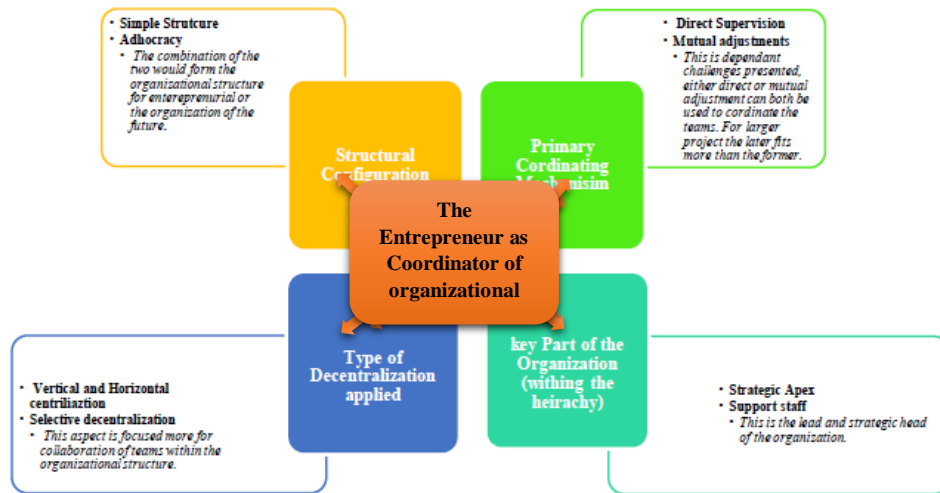 • Simple Strutcure
• Adhocracy
• The combination of the
two would form the
organizational structure
for entereprenurial or
the organization of the
future.
• Direct Supervision
• Mutual adjustments
• This is dependant
challenges presented,
either direct or mutual
adjustment can both be
used to cordinate the
teams. For larger
project the later fits
more than the former.
Structural
Configuration
Primary
Cordinating
Mechanisim
The
Entrepreneur as
Coordinator of
organizational
Type of
Decentralization
applied
key Part of the
Organization
(withing the
heirachy)
• Vertical and Horizontal
centriliaztion
• Selective decentralization
• This aspect is focused more for
collaboration of teams within the
organizational structure.
• Strategic Apex
• Support staff
• This is the lead and strategic head
of the organization.